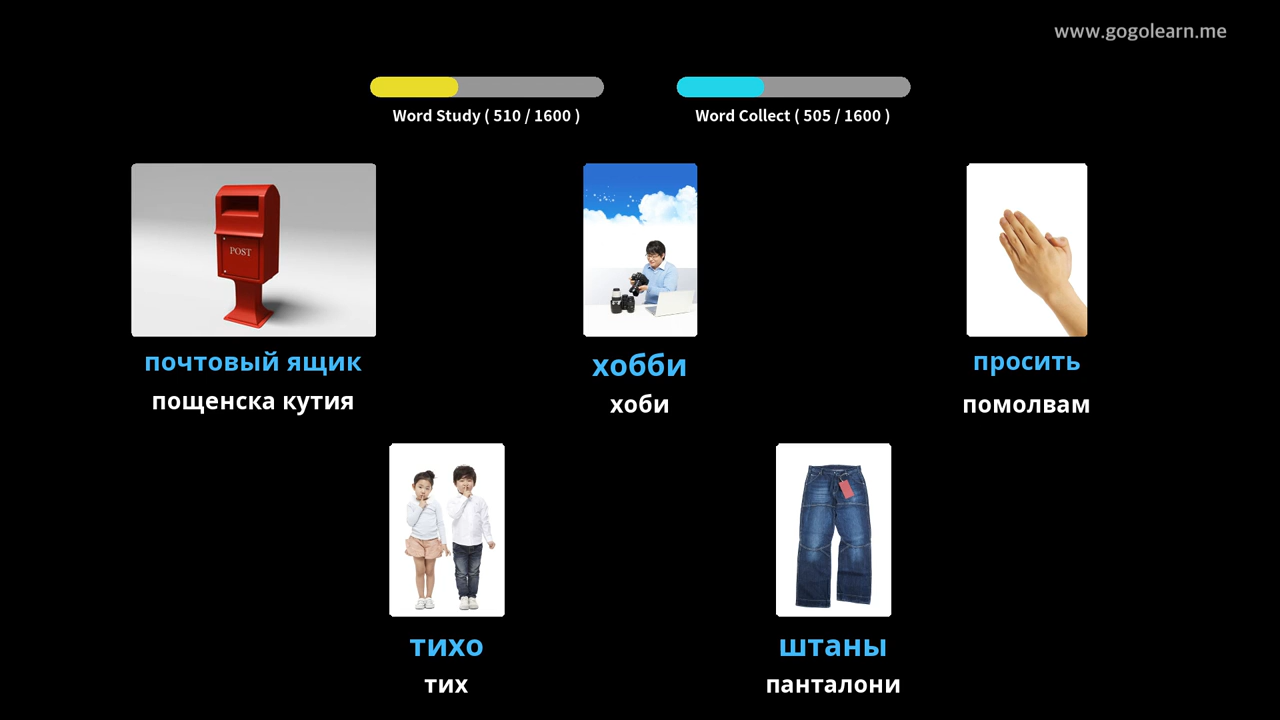 www.gogolearn.me
Word Study ( 510 / 1600 )
Word Collect ( 505 / 1600 )
POST
почтовый ящик
хобби
просить
пощенска кутия
хоби
помолвам
тихо
штаны
тих
панталони